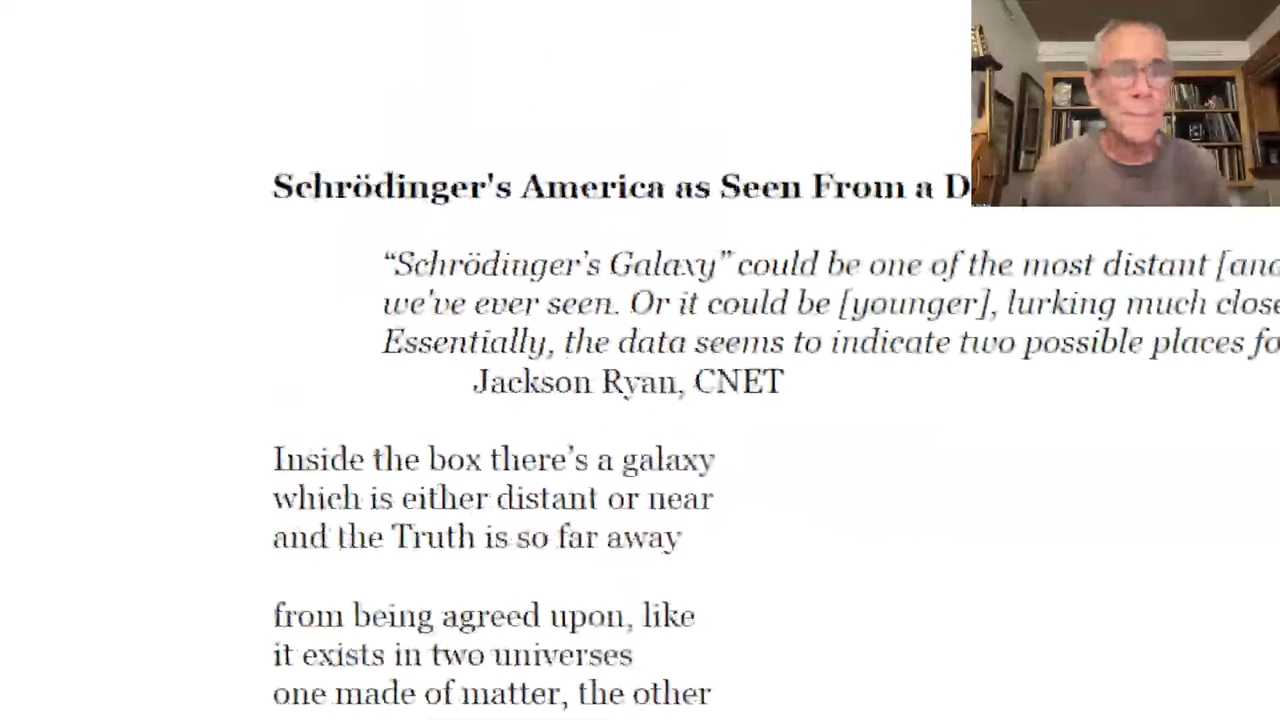 Schrödinger's America as Seen From a
“Schrödinger’s Galaxy” could be one of the most distant
we’ve ever seen. Or it could be [younger], lurking much
Essentially, the data seems to indicate two possible places
Jackson Ryan, CNET
Inside the box there’s a galaxy
which is either distant or near
and the Truth is so far away
from being agreed upon, like
it exists in two universes
one made of matter, the other